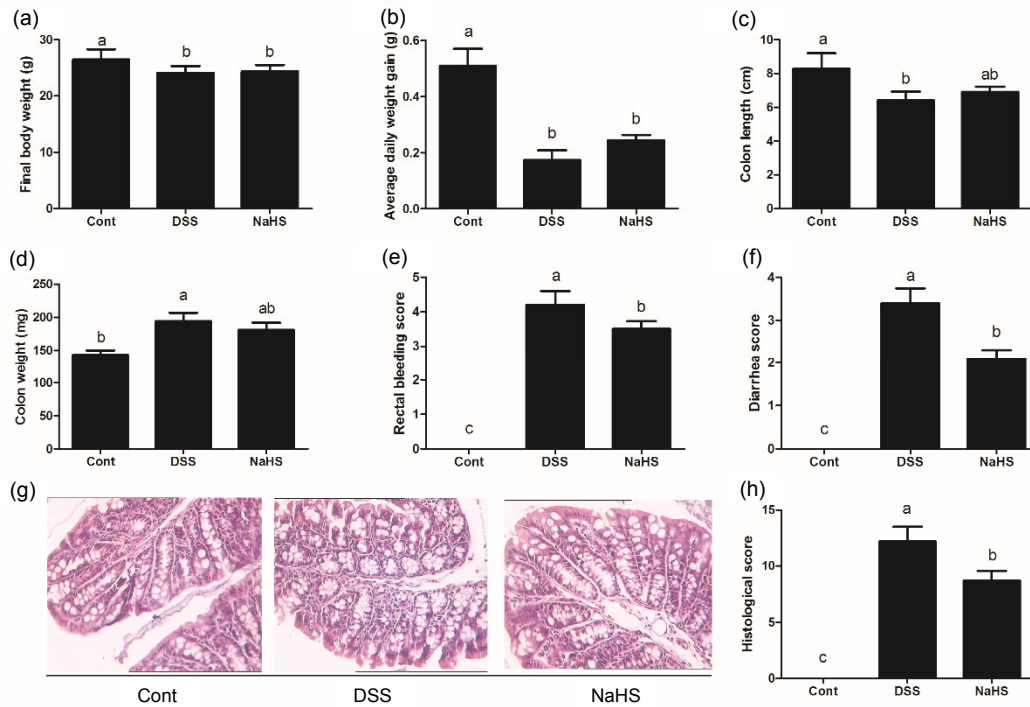 (a)
Final body weight (g)
30
20
10
0
a
b
b
Cont DSS NaHS
(b)
Average daily weight gain (g)
0.6
0.4
0.2
0.0
a
b
b
Cont DSS NaHS
(c)
Colon length (cm)
10
8
6
4
2
0
a
b
ab
Cont DSS NaHS
(d)
Colon weight (mg)
250
200
150
100
50
0
b
a
ab
Cont DSS NaHS
(e)
Rectal bleeding score
5
4
3
2
1
0
c
a
b
Cont DSS NaHS
(f)
Diarrhea score
4
3
2
1
0
c
a
b
Cont DSS NaHS
(g)
Cont DSS NaHS
(h)
Histological score
15
10
5
0
c
a
b
Cont DSS NaHS